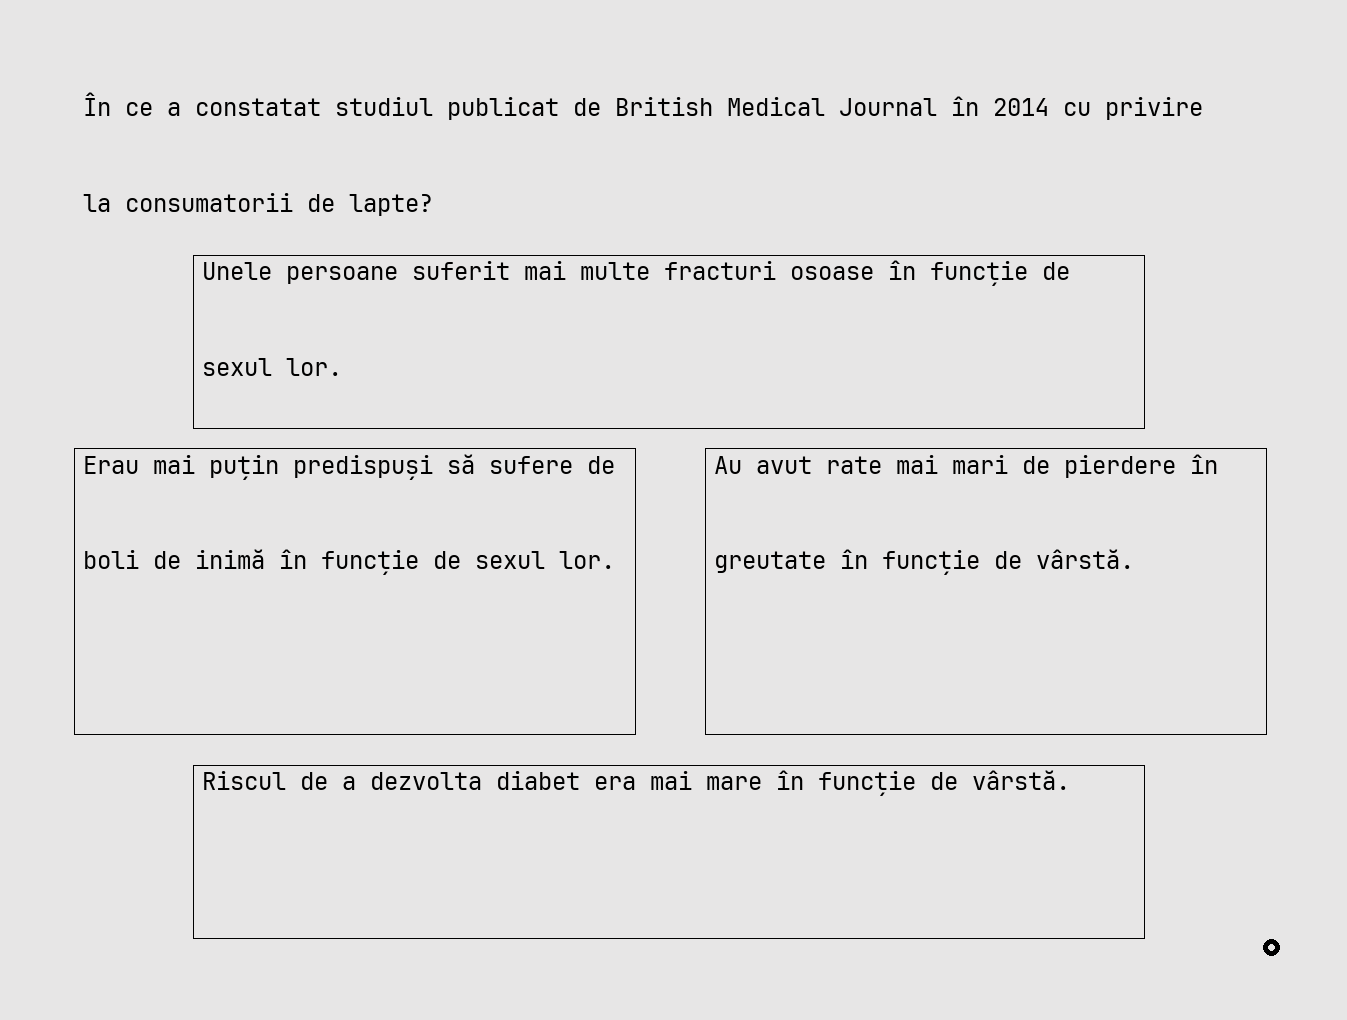 În ce a constatat studiul publicat de British Medical Journal în 2014 cu privire
la consumatorii de lapte?
Unele persoane suferit mai multe fracturi osoase în funcție de
sexul lor.
Erau mai puțin predispuși să sufere de
boli de inimă în funcție de sexul lor.
Au avut rate mai mari de pierdere în
greutate în funcție de vârstă.
Riscul de a dezvolta diabet era mai mare în funcție de vârstă.